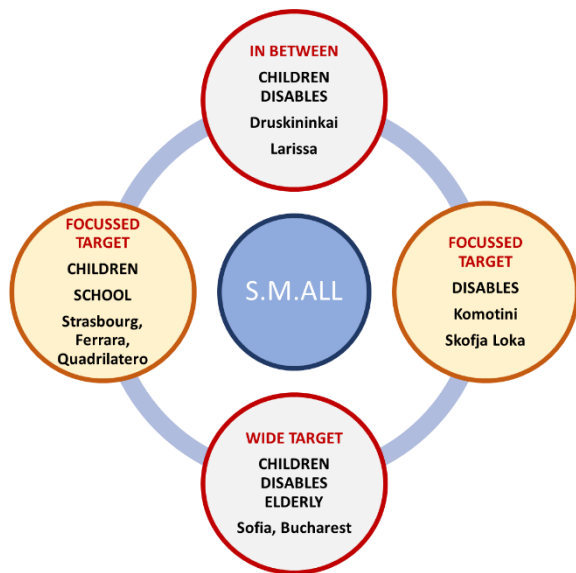 IN BETWEEN
CHILDREN
DISABLES
Druskininkai
Larissa
FOCUSSED
TARGET
CHILDREN
SCHOOL
Strasbourg,
Ferrara,
Quadrilatero
S.M.ALL
FOCUSSED
TARGET
DISABLES
Komotini
Skofja Loka
WIDE TARGET
CHILDREN
DISABLES
ELDERLY
Sofia, Bucharest